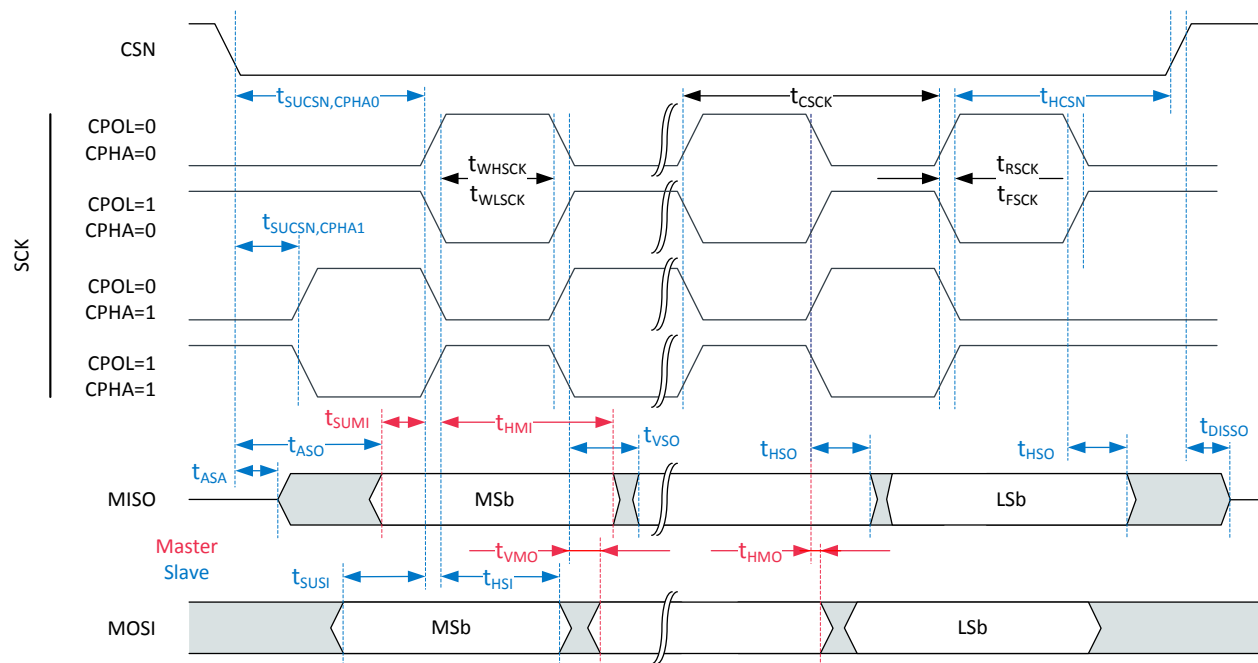 CSN
tSUCSN,CPHA0
tCSCK
tHCSN
SCK
CPOL=0
CPHA=0
tWHSCK
tWLSCK
tRSCK
tFSCK
CPOL=1
CPHA=0
tSUCSN,CPHA1
CPOL=0
CPHA=1
CPOL=1
CPHA=1
tSUMI
tHMI
tASO
tVSO
tHSO
tHSO
tDISSO
tASA
MISO
MSb
LSb
Master
Slave
tVMO
tHMO
tSUSI
tHSI
MOSI
MSb
LSb